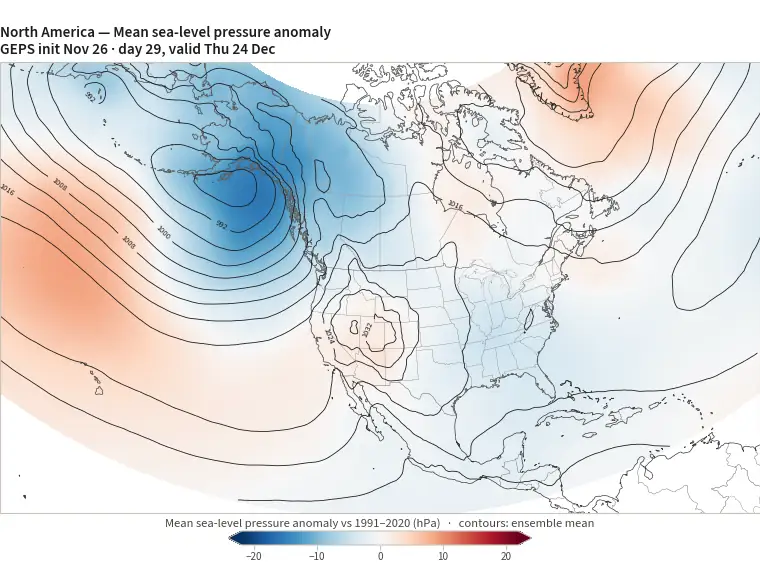 North America — Mean sea-level pressure anomaly
GEPS init Nov 26 · day 29, valid Thu 24 Dec
992
1016
1008
1008
1000
992
1016
1024
1032
Mean sea-level pressure anomaly vs 1991–2020 (hPa) · contours: ensemble mean
−20 −10 0 10 20